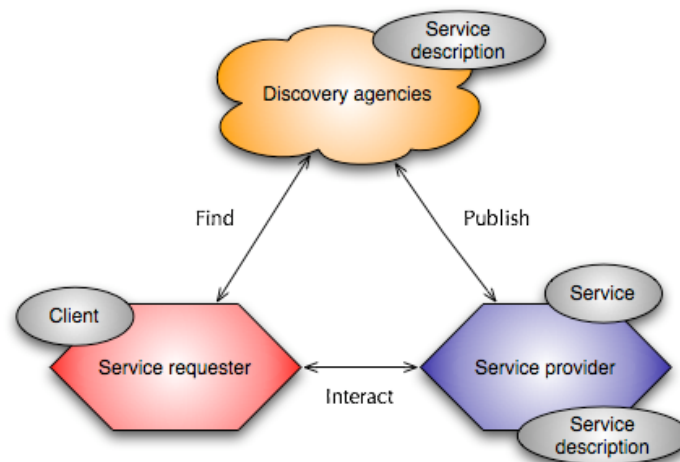 Service
description
Discovery agencies
Find
Publish
Client
Service
Service requester
Service provider
Interact
Service
description